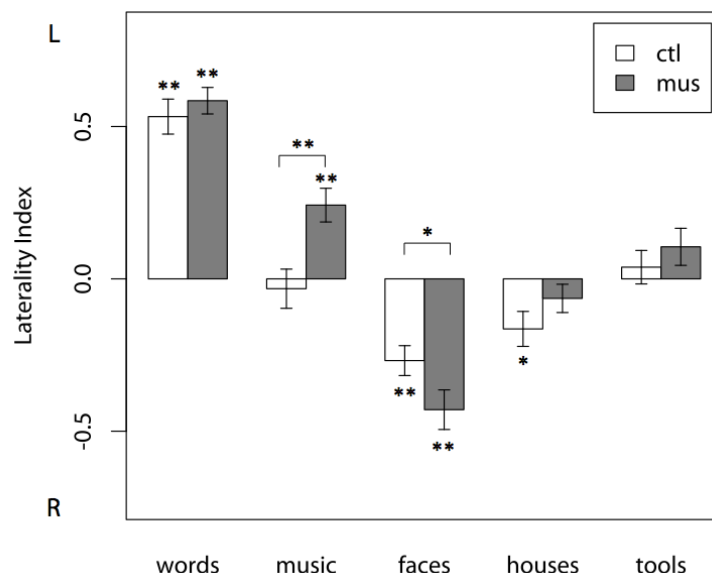 L
ctl
mus
** **
0.5
**
**
*
0.0
Laterality Index
**
*
**
-0.5
R
words music faces houses tools